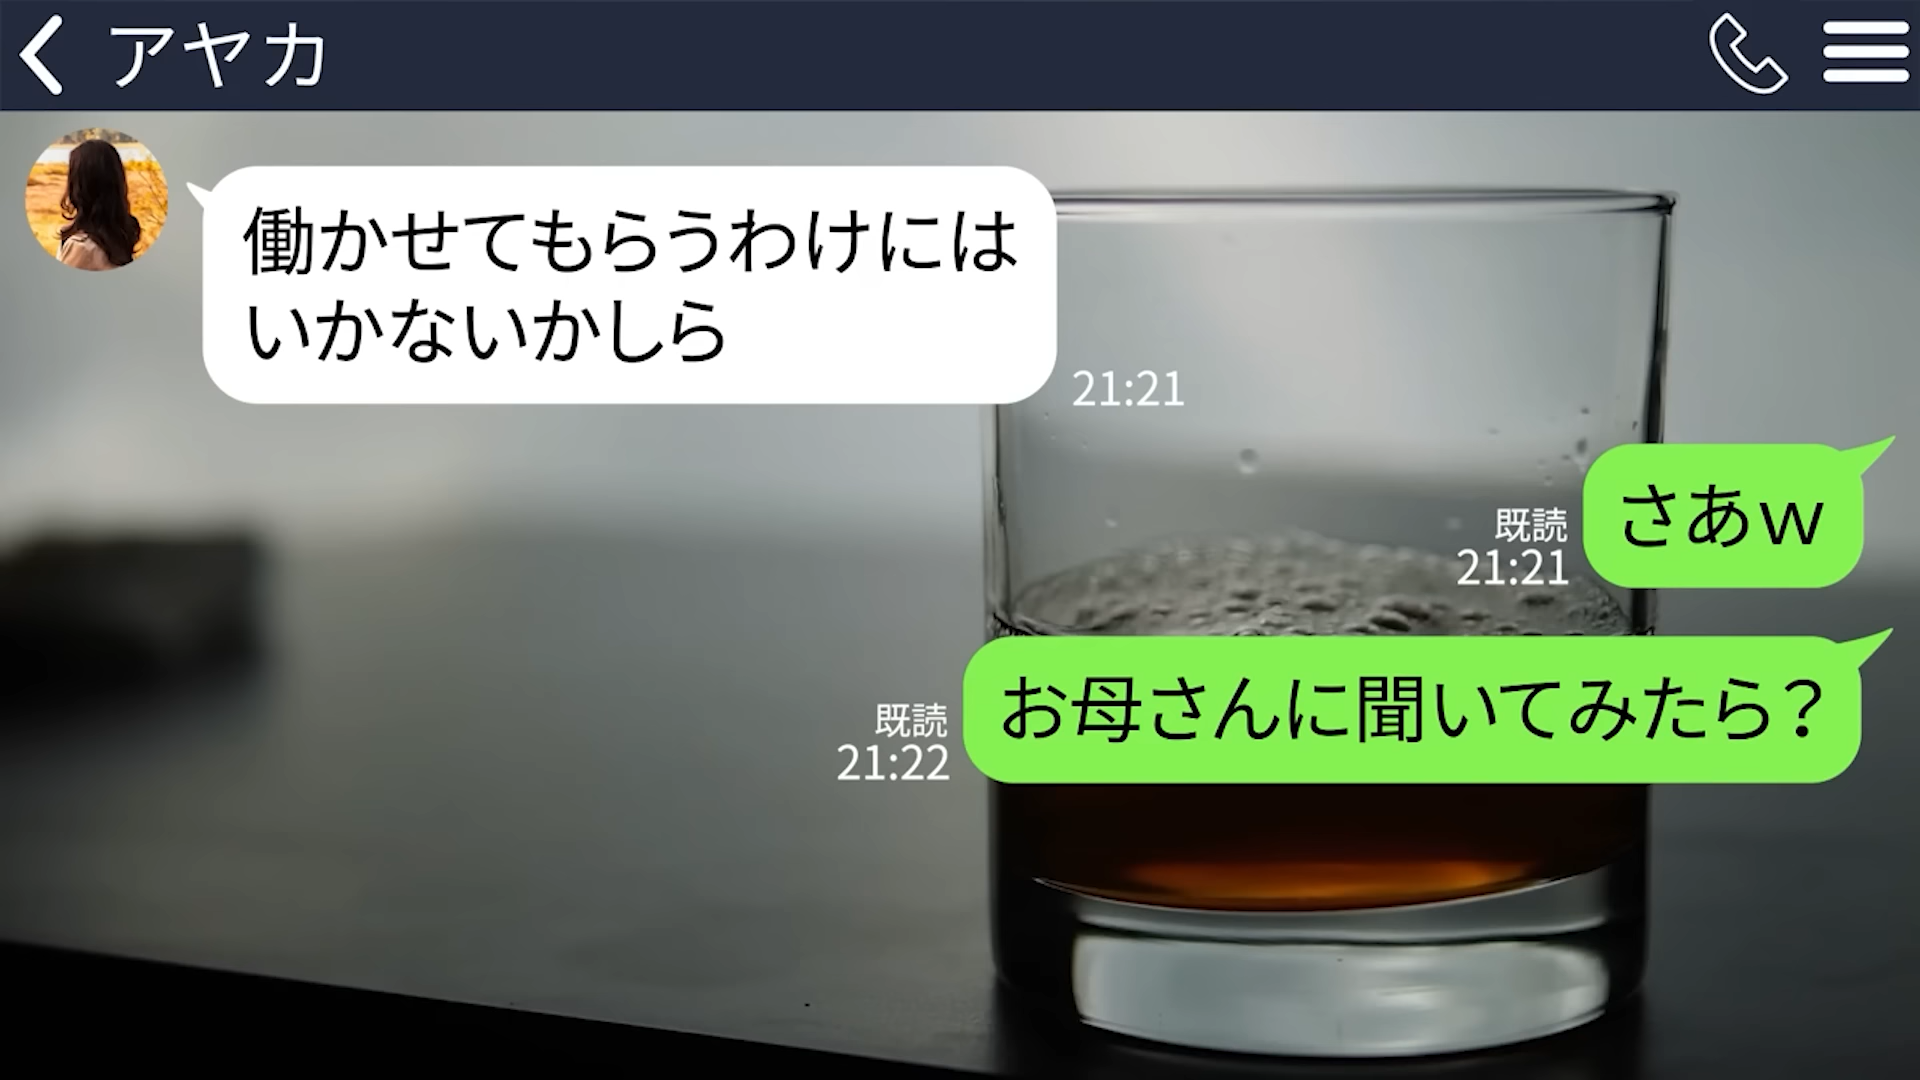 アヤカ
働かせてもらうわけには
いかないかしら
21:21
さあｗ
既読
21:21
お母さんに聞いてみたら？
既読
21:22